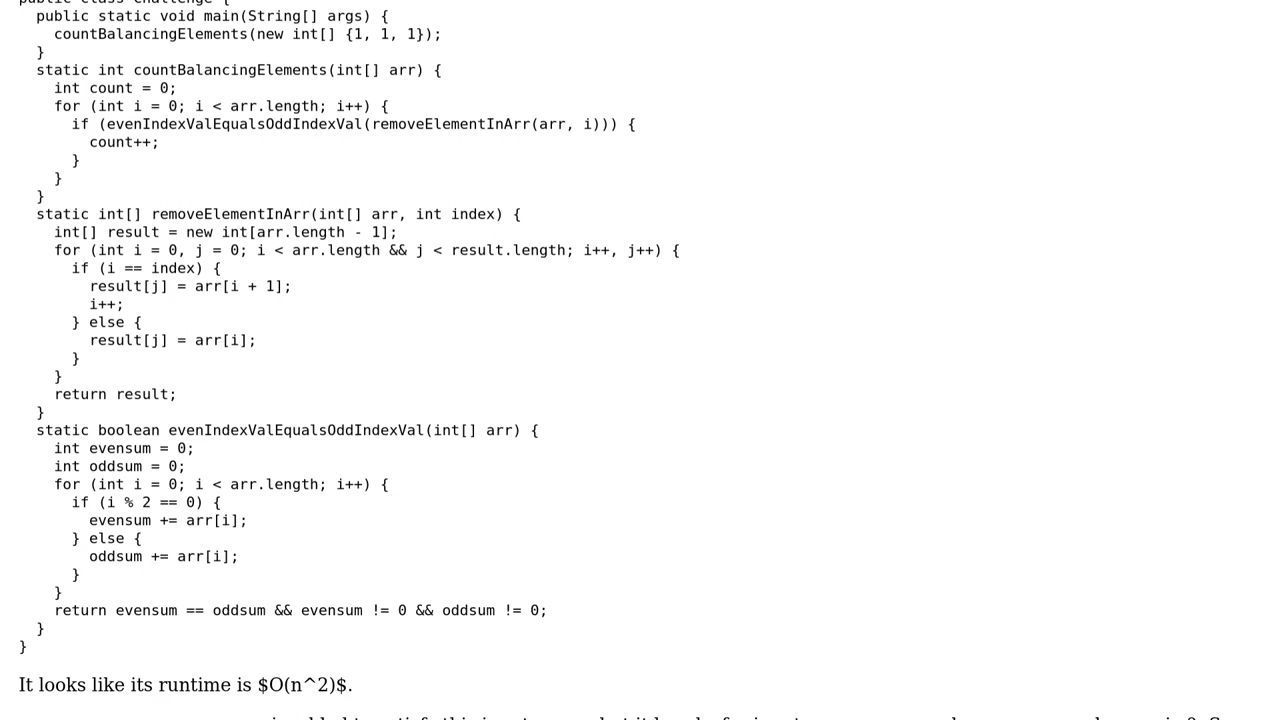 public class Challenge {
public static void main(String[] args) {
countBalancingElements(new int[] {1, 1, 1});
}
static int countBalancingElements(int[] arr) {
int count = 0;
for (int i = 0; i < arr.length; i++) {
if (evenIndexValEqualsOddIndexVal(removeElementInArr(arr, i))) {
count++;
}
}
}
static int[] removeElementInArr(int[] arr, int index) {
int[] result = new int[arr.length - 1];
for (int i = 0, j = 0; i < arr.length && j < result.length; i++, j++) {
if (i == index) {
result[j] = arr[i + 1];
i++;
} else {
result[j] = arr[i];
}
}
return result;
}
static boolean evenIndexValEqualsOddIndexVal(int[] arr) {
int evensum = 0;
int oddsum = 0;
for (int i = 0; i < arr.length; i++) {
if (i % 2 == 0) {
evensum += arr[i];
} else {
oddsum += arr[i];
}
}
return evensum == oddsum && evensum != 0 && oddsum != 0;
}
}
It looks like its runtime is $O(n^2)$.